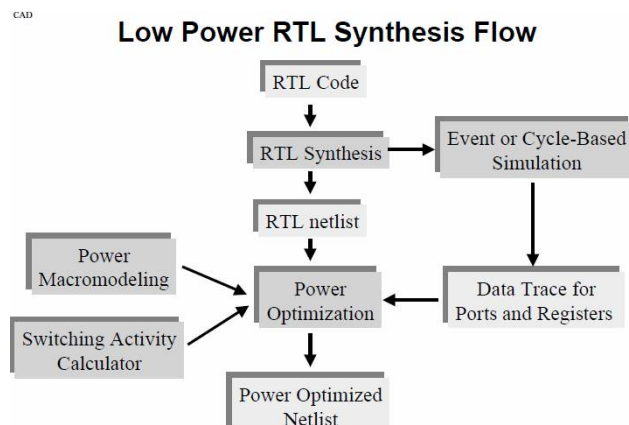 CAD
Low Power RTL Synthesis Flow
RTL Code
RTL Synthesis
Event or Cycle-Based
Simulation
RTL netlist
Power
Macromodeling
Power
Optimization
Data Trace for
Ports and Registers
Switching Activity
Calculator
Power Optimized
Netlist